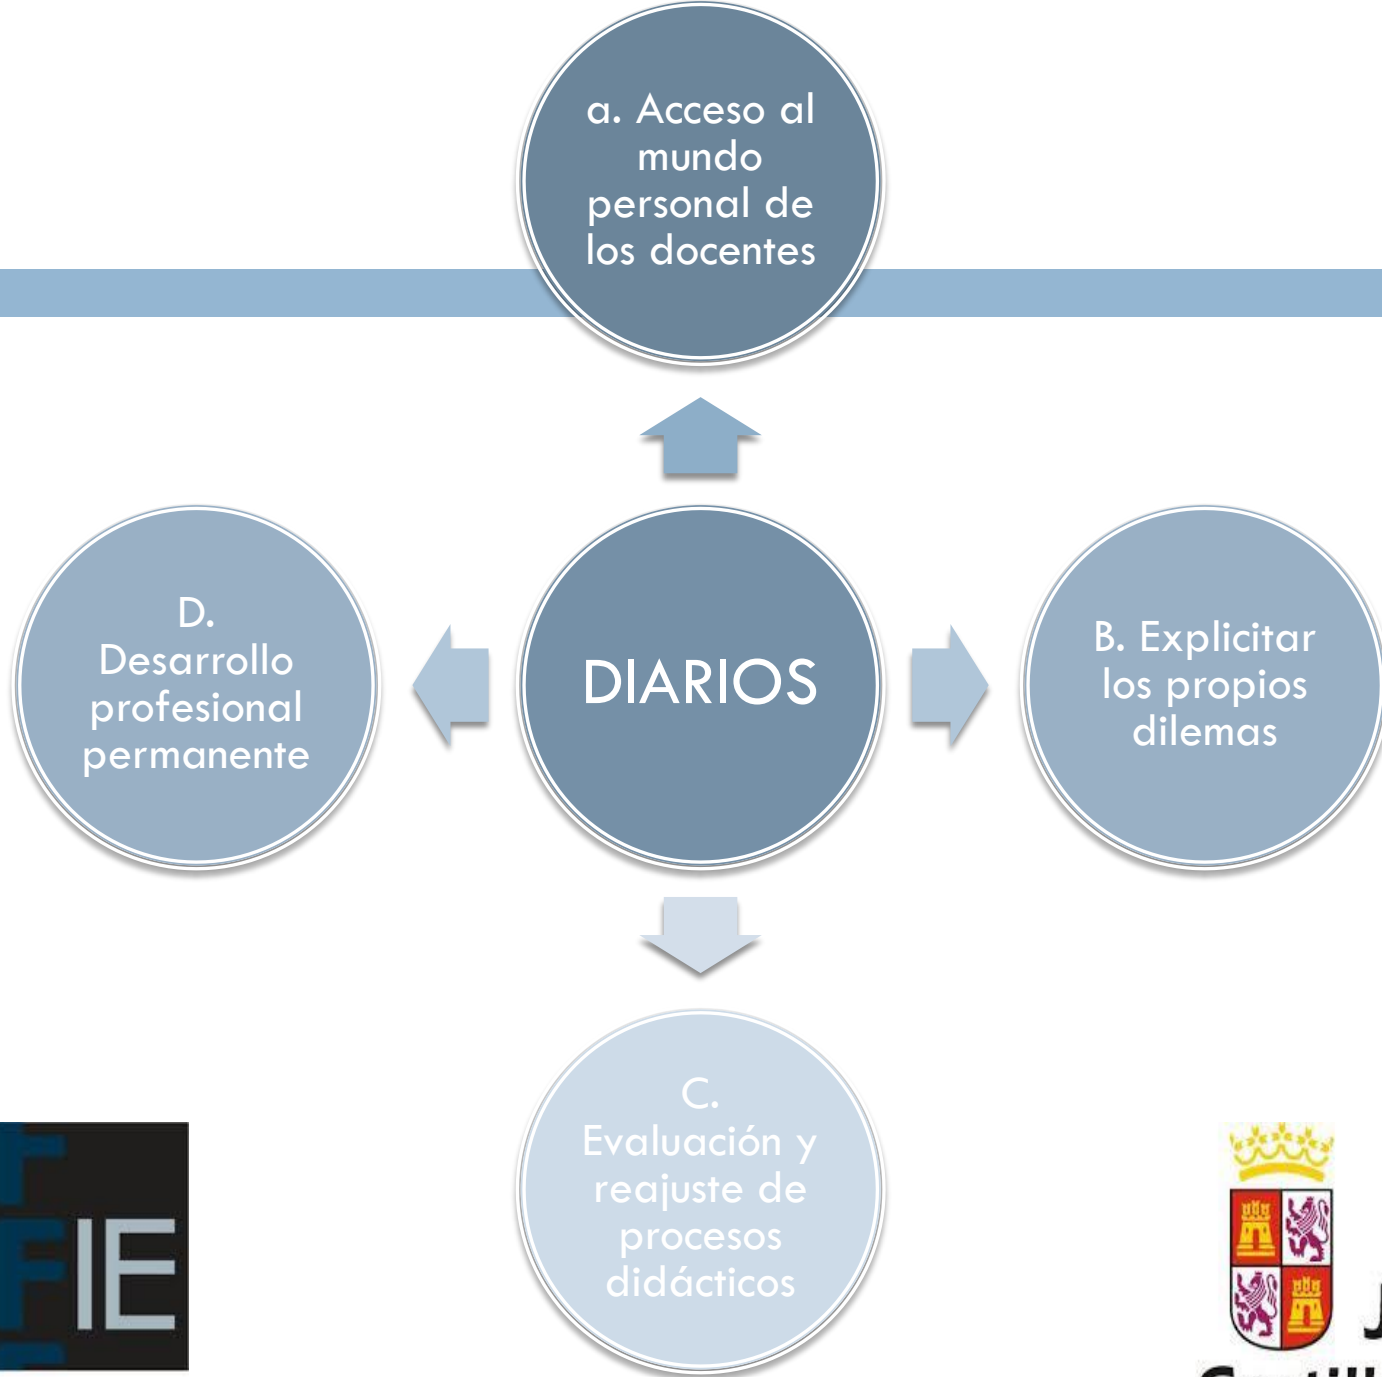 a. Acceso al
mundo
personal de
los docentes
D.
Desarrollo
profesional
permanente
DIARIOS
B. Explicitar
los propios
dilemas
C.
Evaluación y
reajuste de
procesos
didácticos
FIE